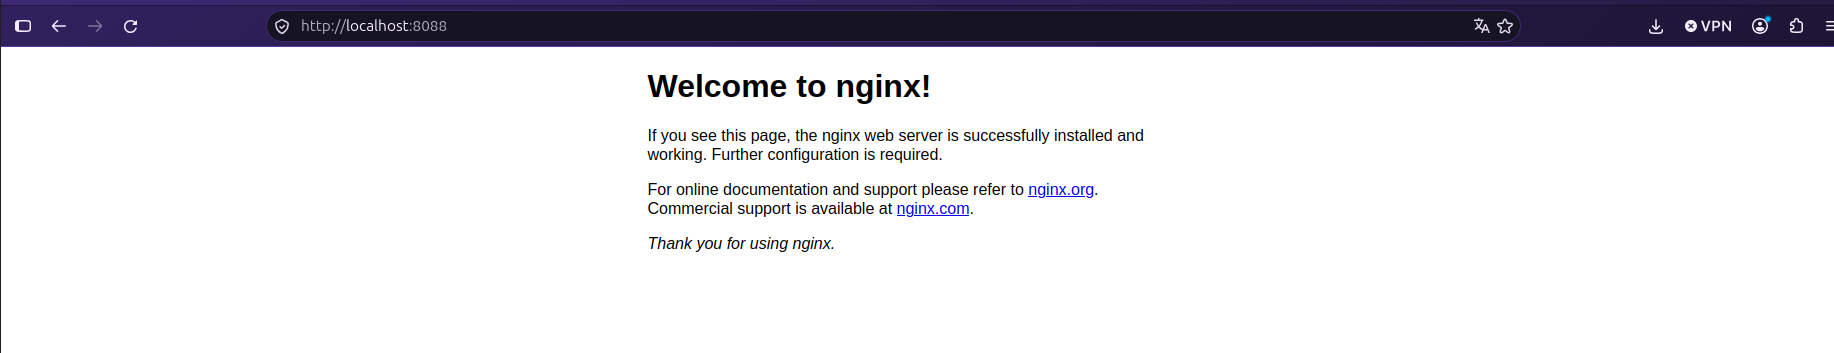 http://localhost:8088
VPN
Welcome to nginx!
If you see this page, the nginx web server is successfully installed and
working. Further configuration is required.
For online documentation and support please refer to nginx.org.
Commercial support is available at nginx.com.
Thank you for using nginx.